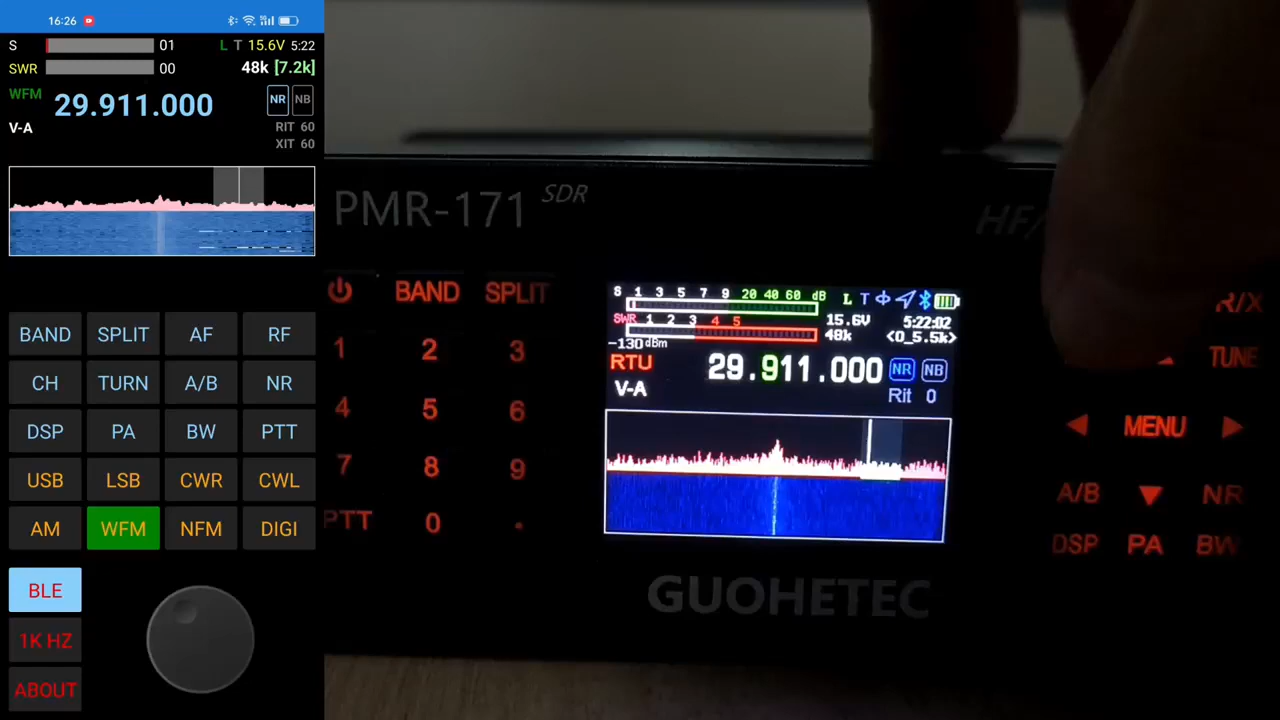 16:26
S 01 L T 15.6V 5:22
SWR 00 48k [7.2k]
WFM 29.911.000 NR NB
V-A RIT 60
XIT 60
BAND SPLIT AF RF
CH TURN A/B NR
DSP PA BW PTT
USB LSB CWR CWL
AM WFM NFM DIGI
BLE
1K HZ
ABOUT
PMR-171 SDR HF/
BAND SPLIT
1 2 3
4 5 6
7 8 9
PTT 0 .
S 1 3 5 7 9 20 40 60 dB L T
SWR 1 2 3 4 5 15.6V 5:22:02
-130dBm 48k <0_5.5k>
RTU 29.911.000 NR NB
V-A Rit 0
GUOHETEC
R/X
TUNE
MENU
A/B NR
DSP PA BW